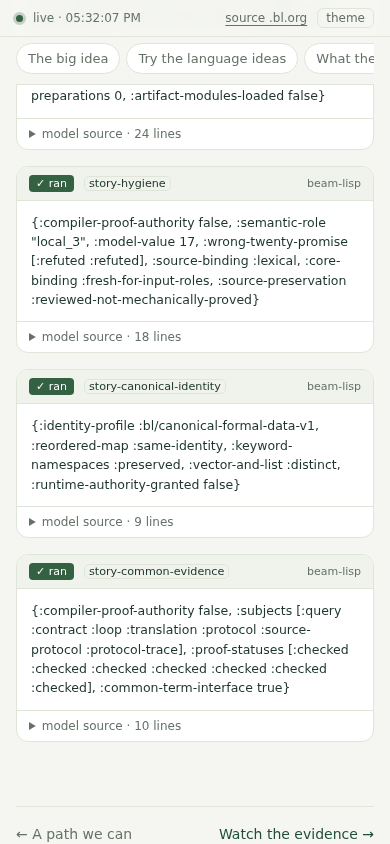 live · 05:32:07 PM
source .bl.org
theme
The big idea
Try the language ideas
What the
preparations 0, :artifact-modules-loaded false}
▶ model source · 24 lines
✓ ran
story-hygiene
beam-lisp
{:compiler-proof-authority false, :semantic-role
"local_3", :model-value 17, :wrong-twenty-promise
[:refuted :refuted], :source-binding :lexical, :core-
binding :fresh-for-input-roles, :source-preservation
:reviewed-not-mechanically-proved}
▶ model source · 18 lines
✓ ran
story-canonical-identity
beam-lisp
{:identity-profile :bl/canonical-formal-data-v1,
:reordered-map :same-identity, :keyword-
namespaces :preserved, :vector-and-list :distinct,
:runtime-authority-granted false}
▶ model source · 9 lines
✓ ran
story-common-evidence
beam-lisp
{:compiler-proof-authority false, :subjects [:query
:contract :loop :translation :protocol :source-
protocol :protocol-trace], :proof-statuses [:checked
:checked :checked :checked :checked :checked
:checked], :common-term-interface true}
▶ model source · 10 lines
← A path we can
Watch the evidence →